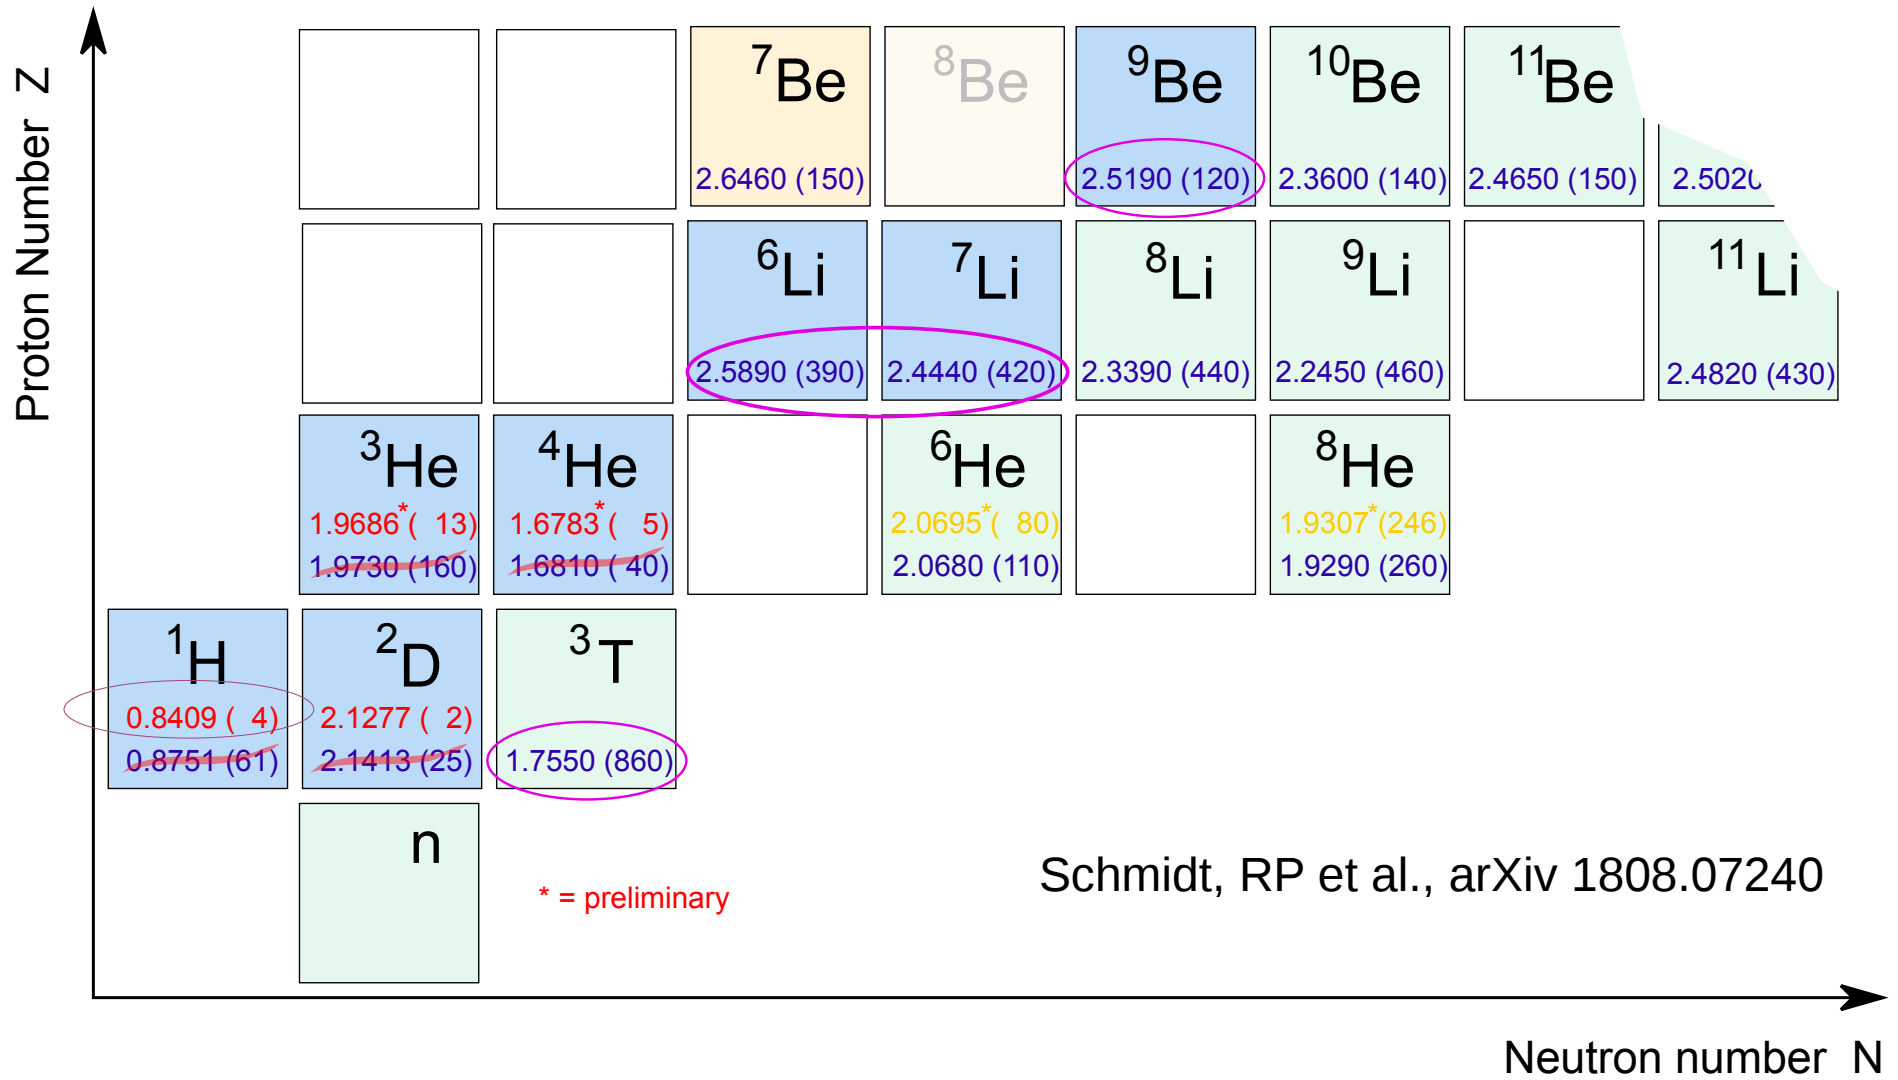 Proton Number Z
7Be
8Be
9Be
10Be
11Be
2.6460 (150)
2.5190 (120)
2.3600 (140)
2.4650 (150)
2.5020
6Li
7Li
8Li
9Li
11Li
2.5890 (390)
2.4440 (420)
2.3390 (440)
2.2450 (460)
2.4820 (430)
3He
4He
6He
8He
1.9686*( 13)
1.6783*( 5)
2.0695*( 80)
1.9307*(246)
1.9730 (160)
1.6810 ( 40)
2.0680 (110)
1.9290 (260)
1H
2D
3T
0.8409 ( 4)
2.1277 ( 2)
0.8751 (61)
2.1413 (25)
1.7550 (860)
n
* = preliminary
Schmidt, RP et al., arXiv 1808.07240
Neutron number N